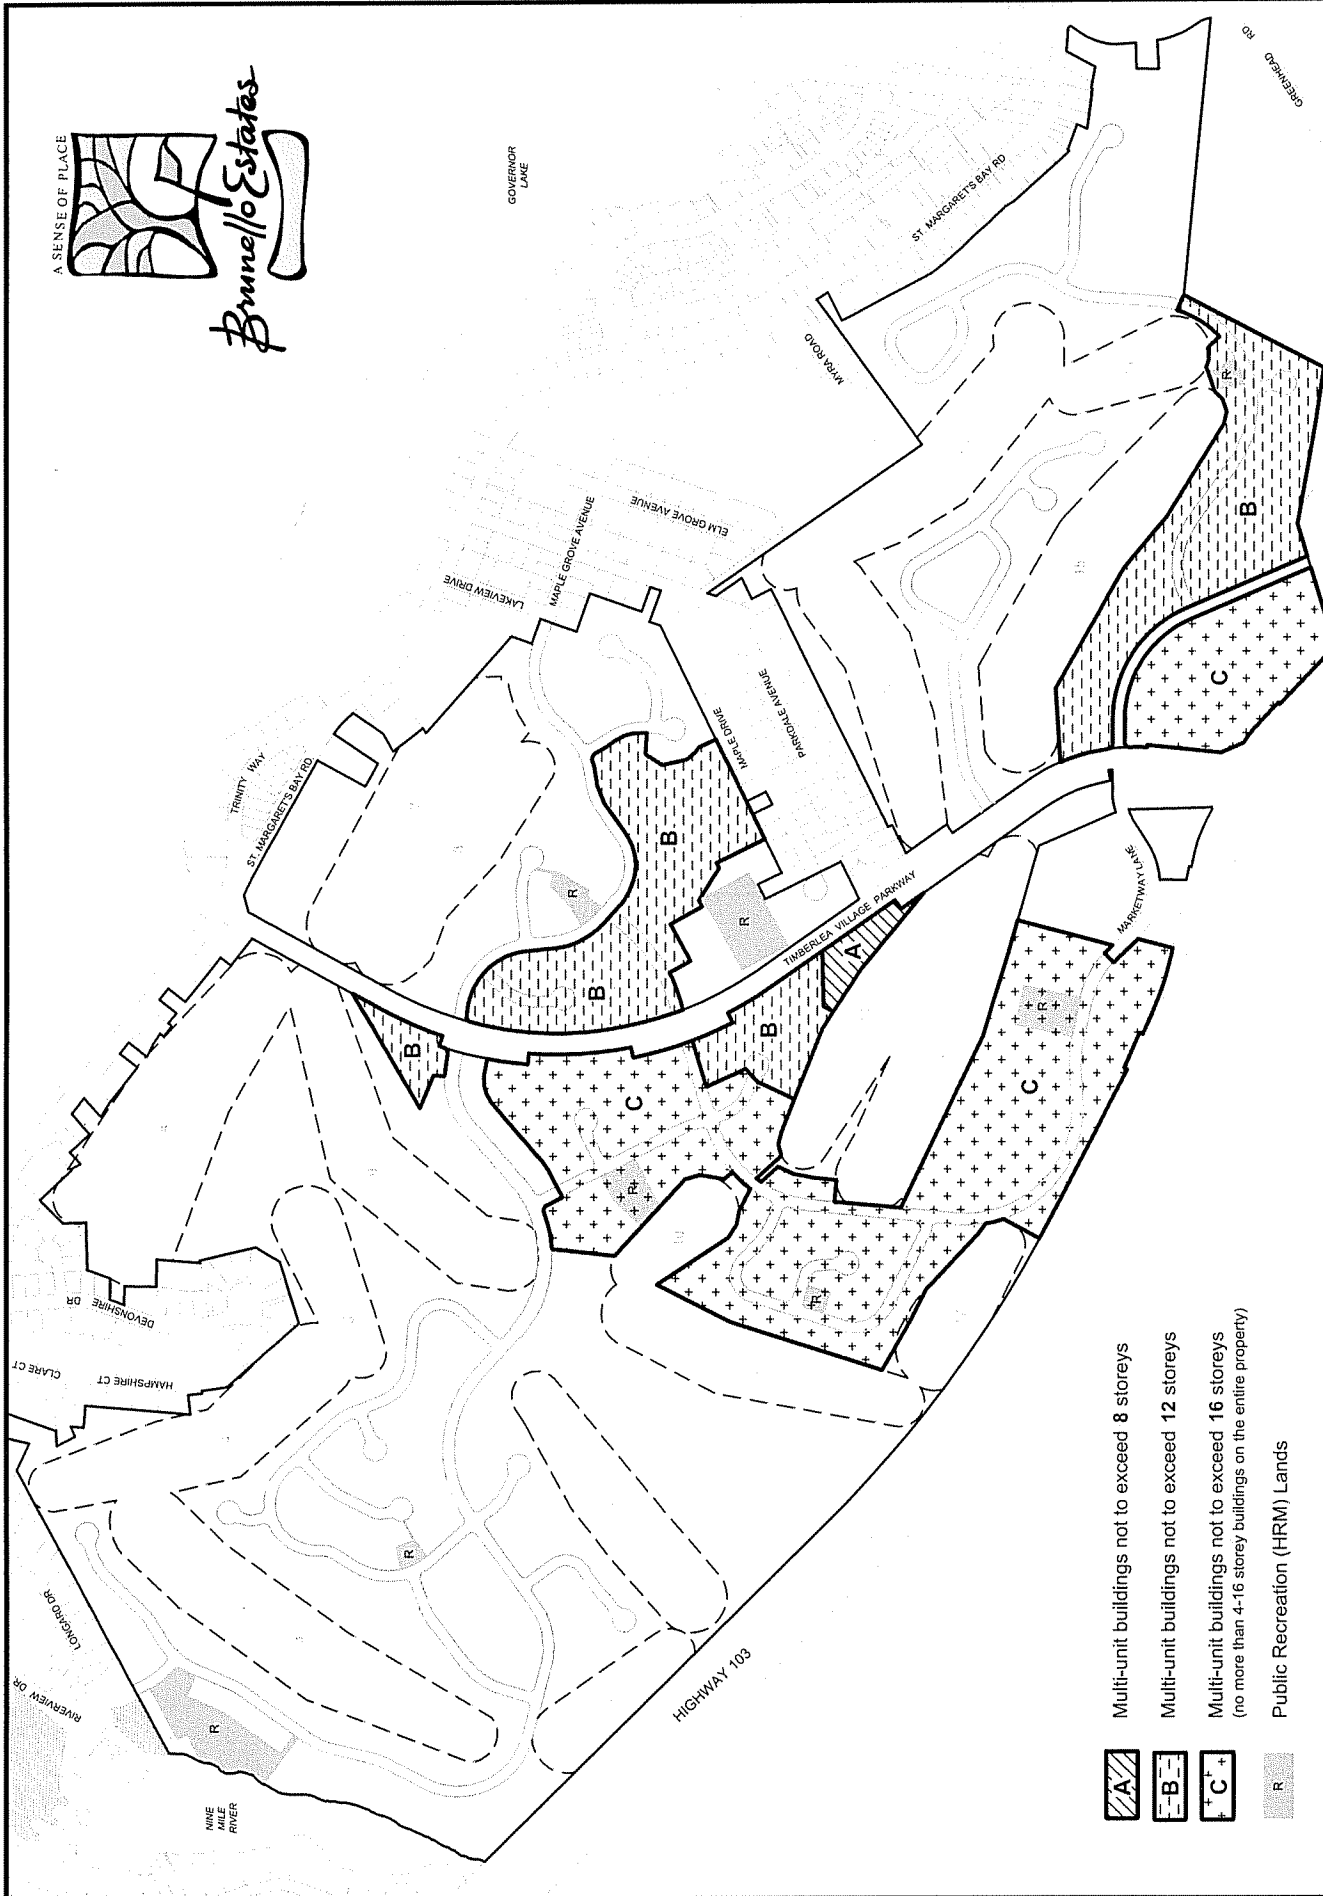 A SENSE OF PLACE
Brunello Estates
GOVERNOR
LAKE
GREENHEAD
RD
ST. MARGARET'S BAY RD
MYRA ROAD
ELM GROVE AVENUE
MAPLE GROVE AVENUE
LAKEVIEW DRIVE
MAPLE DRIVE
PARKDALE AVENUE
TRINITY WAY
ST. MARGARET'S BAY RD
TIMBERLEA VILLAGE PARKWAY
MARKETWAY LANE
DEVONSHIRE DR
CLARE CT
HAMPSHIRE CT
LONGARD DR
RIVERVIEW DR
NINE
MILE
RIVER
HIGHWAY 103
R
B
C
B
R
B
R
A
B
B
C
R
C
R
R
R
R
A Multi-unit buildings not to exceed 8 storeys
B Multi-unit buildings not to exceed 12 storeys
C Multi-unit buildings not to exceed 16 storeys
(no more than 4-16 storey buildings on the entire property)
R Public Recreation (HRM) Lands